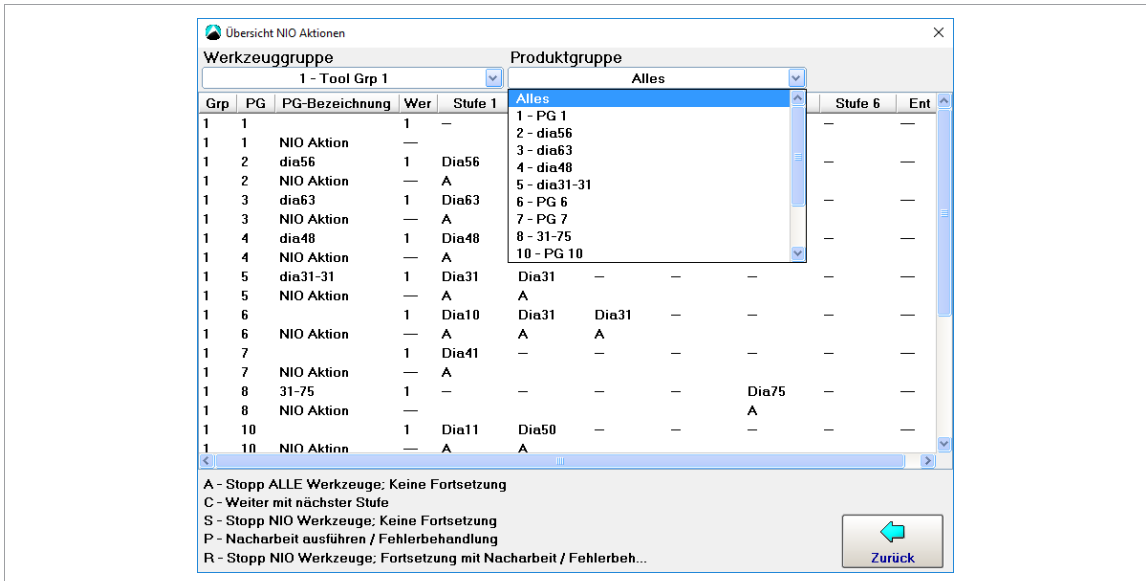 Übersicht NIO Aktionen
Werkzeuggruppe Produktgruppe
1 - Tool Grp 1 Alles
Grp PG PG-Bezeichnung Wer Stufe 1 Stufe 6 Ent
Alles
1 - PG 1
2 - dia56
3 - dia63
4 - dia48
5 - dia31-31
6 - PG 6
7 - PG 7
8 - 31-75
10 - PG 10
1 1 1 — — —
1 1 NIO Aktion —
1 2 dia56 1 Dia56 — —
1 2 NIO Aktion — A
1 3 dia63 1 Dia63 — —
1 3 NIO Aktion — A
1 4 dia48 1 Dia48 — —
1 4 NIO Aktion — A
1 5 dia31-31 1 Dia31 Dia31 — — — — —
1 5 NIO Aktion — A A
1 6 1 Dia10 Dia31 Dia31 — — — —
1 6 NIO Aktion — A A A
1 7 1 Dia41 — — — — — —
1 7 NIO Aktion — A
1 8 31-75 1 — — — — Dia75 — —
1 8 NIO Aktion — A
1 10 1 Dia11 Dia50 — — — — —
1 10 NIO Aktion — A A
A - Stopp ALLE Werkzeuge; Keine Fortsetzung
C - Weiter mit nächster Stufe
S - Stopp NIO Werkzeuge; Keine Fortsetzung
P - Nacharbeit ausführen / Fehlerbehandlung
R - Stopp NIO Werkzeuge; Fortsetzung mit Nacharbeit / Fehlerbeh...
Zurück